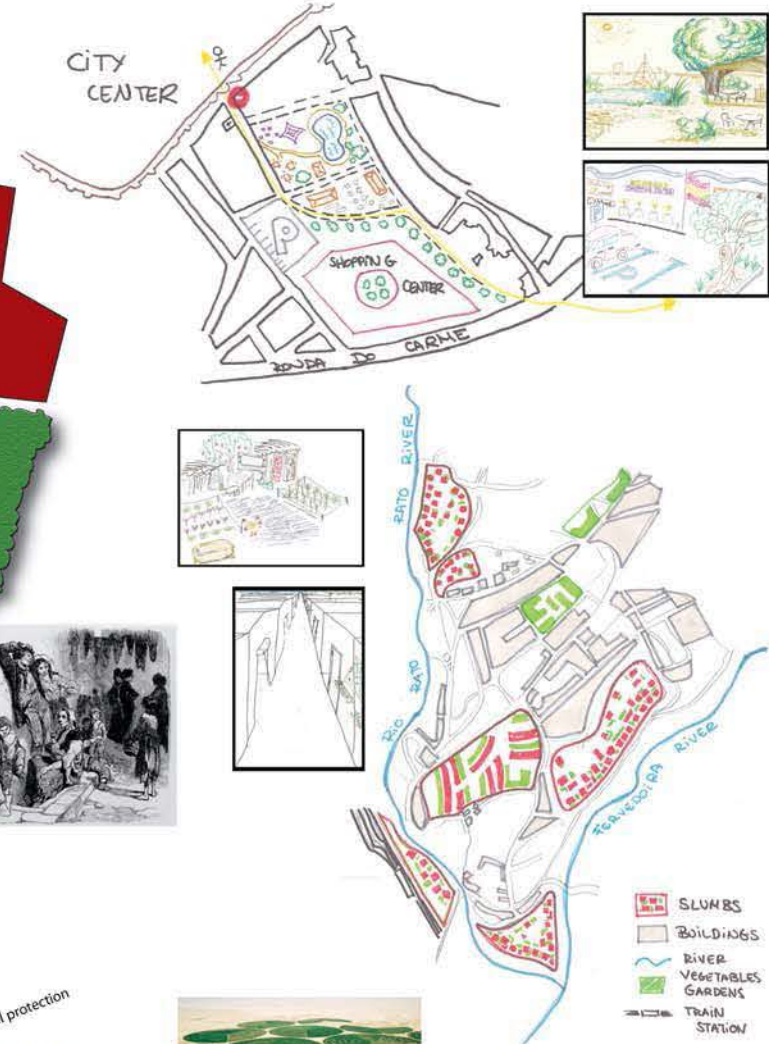 CITY
CENTER
OK
P
SHOPPING
CENTER
RONDA DO CARME
P
P
RATO RIVER
RIO RATO
FERVEDOIRA RIVER
SLUMBS
BUILDINGS
RIVER
VEGETABLES
GARDENS
TRAIN
STATION
protection